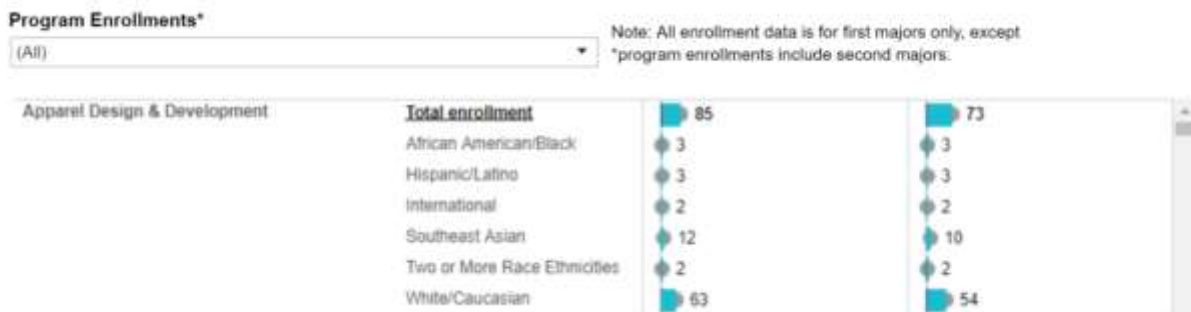 Program Enrollments*
(All)
Note: All enrollment data is for first majors only, except
*program enrollments include second majors.
Apparel Design & Development Total enrollment 85 73
African American/Black 3 3
Hispanic/Latino 3 3
International 2 2
Southeast Asian 12 10
Two or More Race Ethnicities 2 2
White/Caucasian 63 54